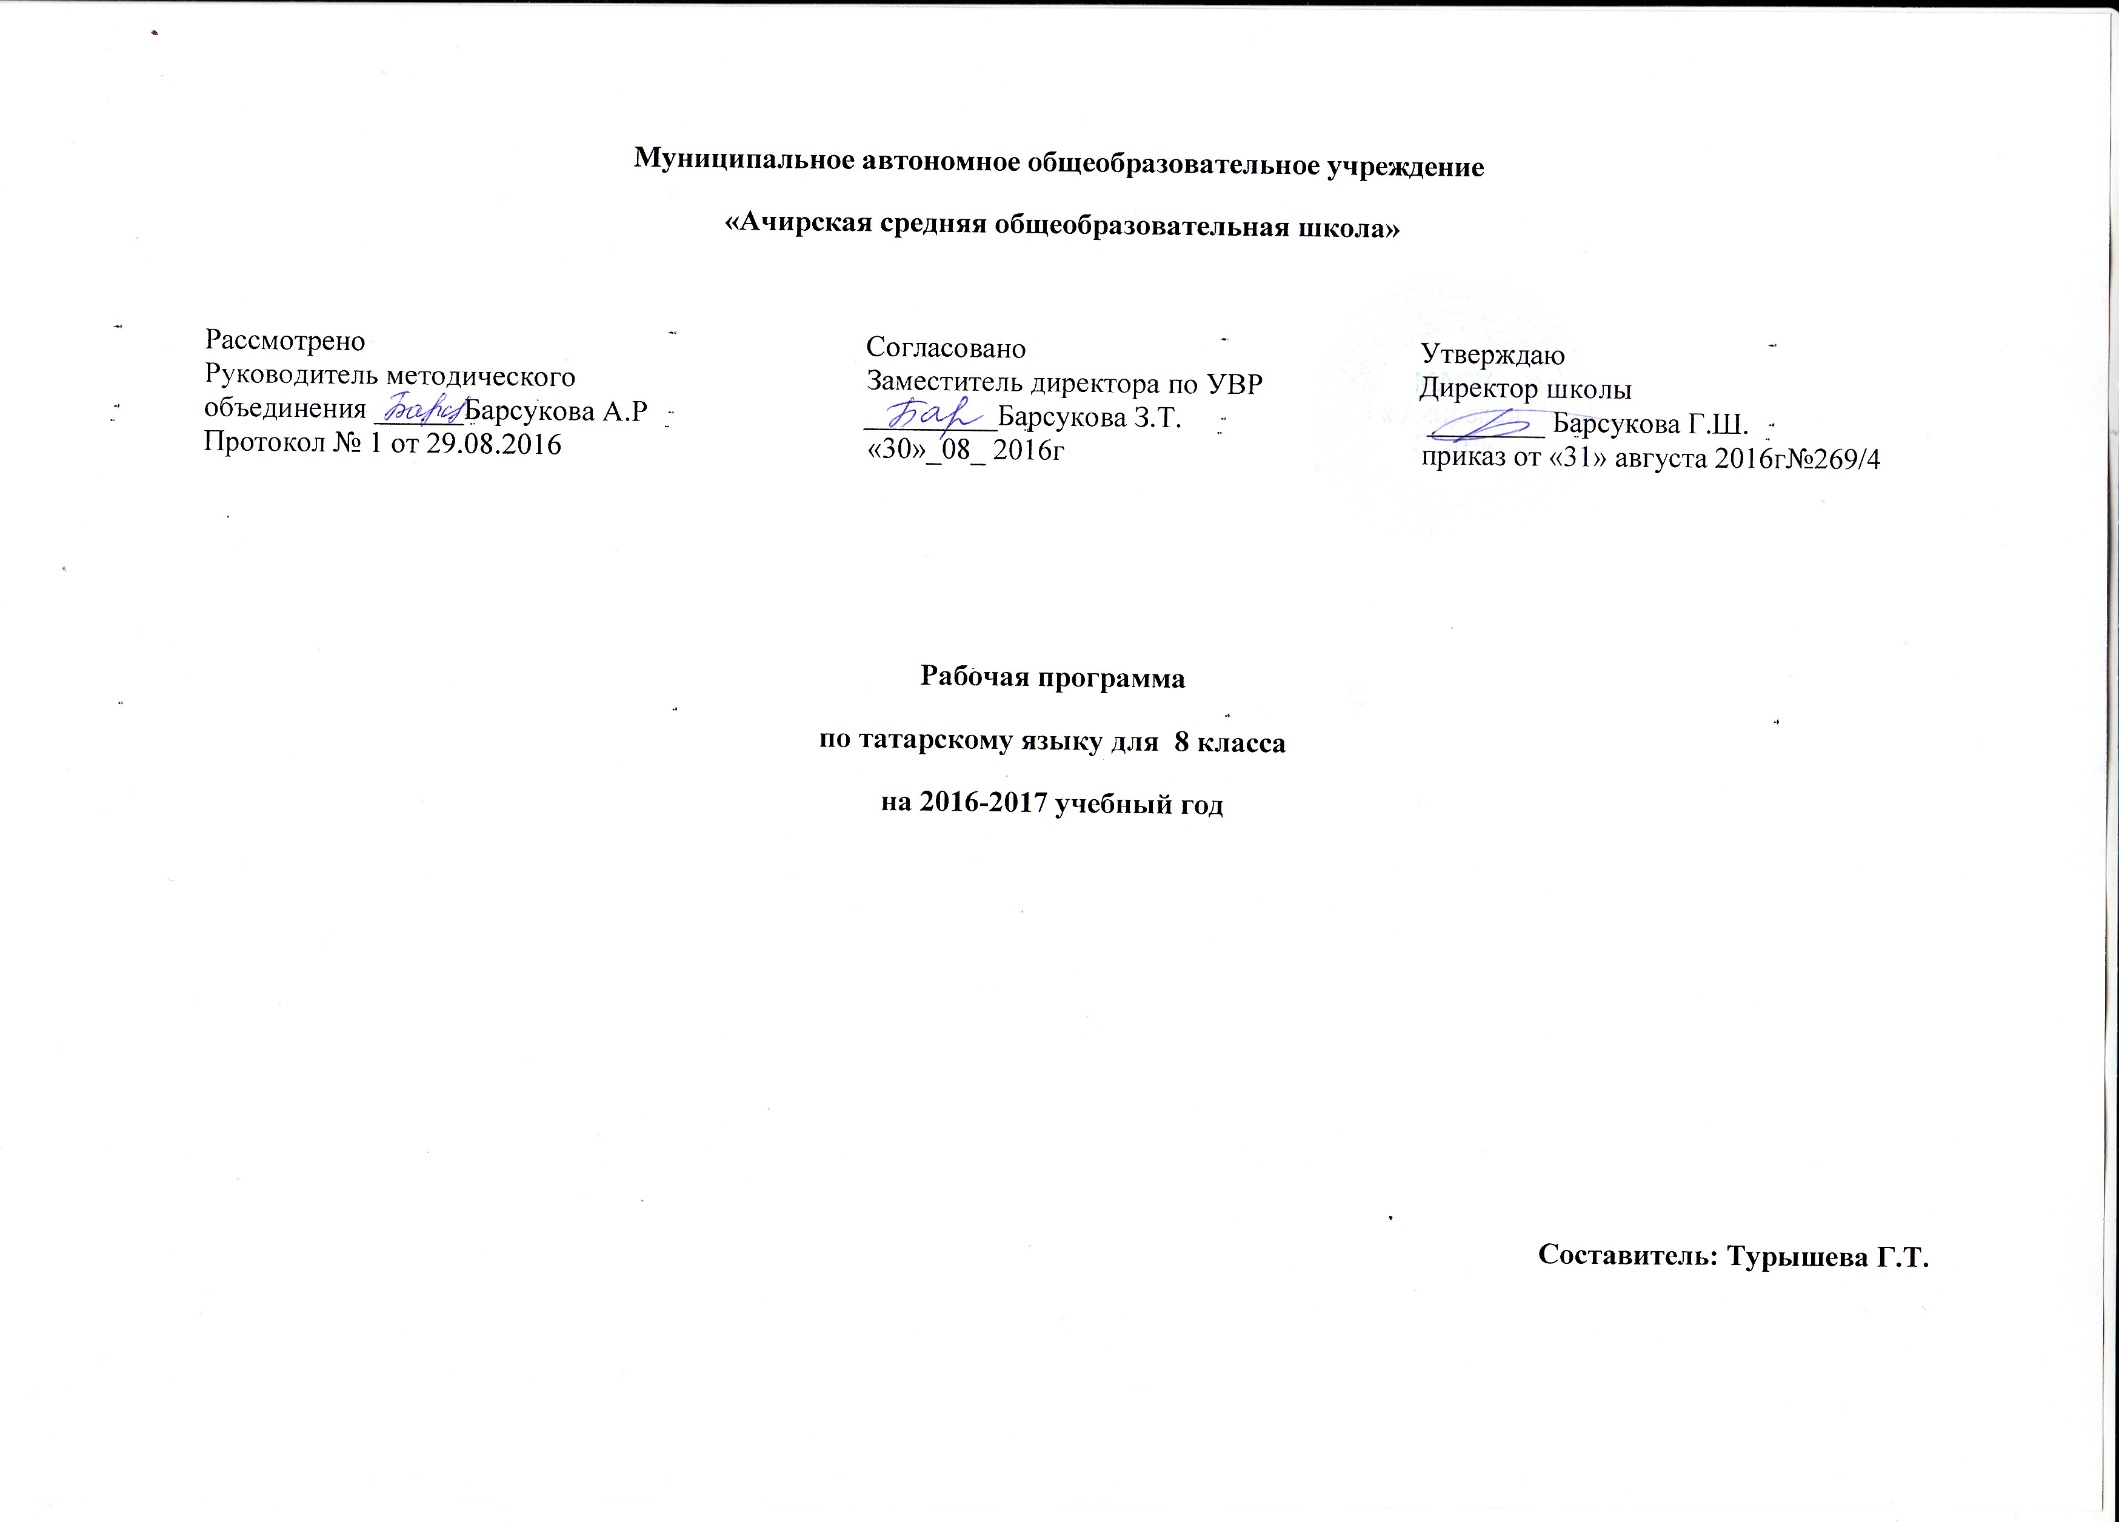 Муниципальное автономное общеобразовательное учреждение
«Ачирская средняя общеобразовательная школа»
Рассмотрено
Руководитель методического
объединения ______Барсукова А.Р
Протокол № 1 от 29.08.2016
Согласовано
Заместитель директора по УВР
_________Барсукова З.Т.
«30»_08_ 2016г
Утверждаю
Директор школы
________ Барсукова Г.Ш.
приказ от «31» августа 2016г№269/4
Рабочая программа
по татарскому языку для 8 класса
на 2016-2017 учебный год
Составитель: Турышева Г.Т.